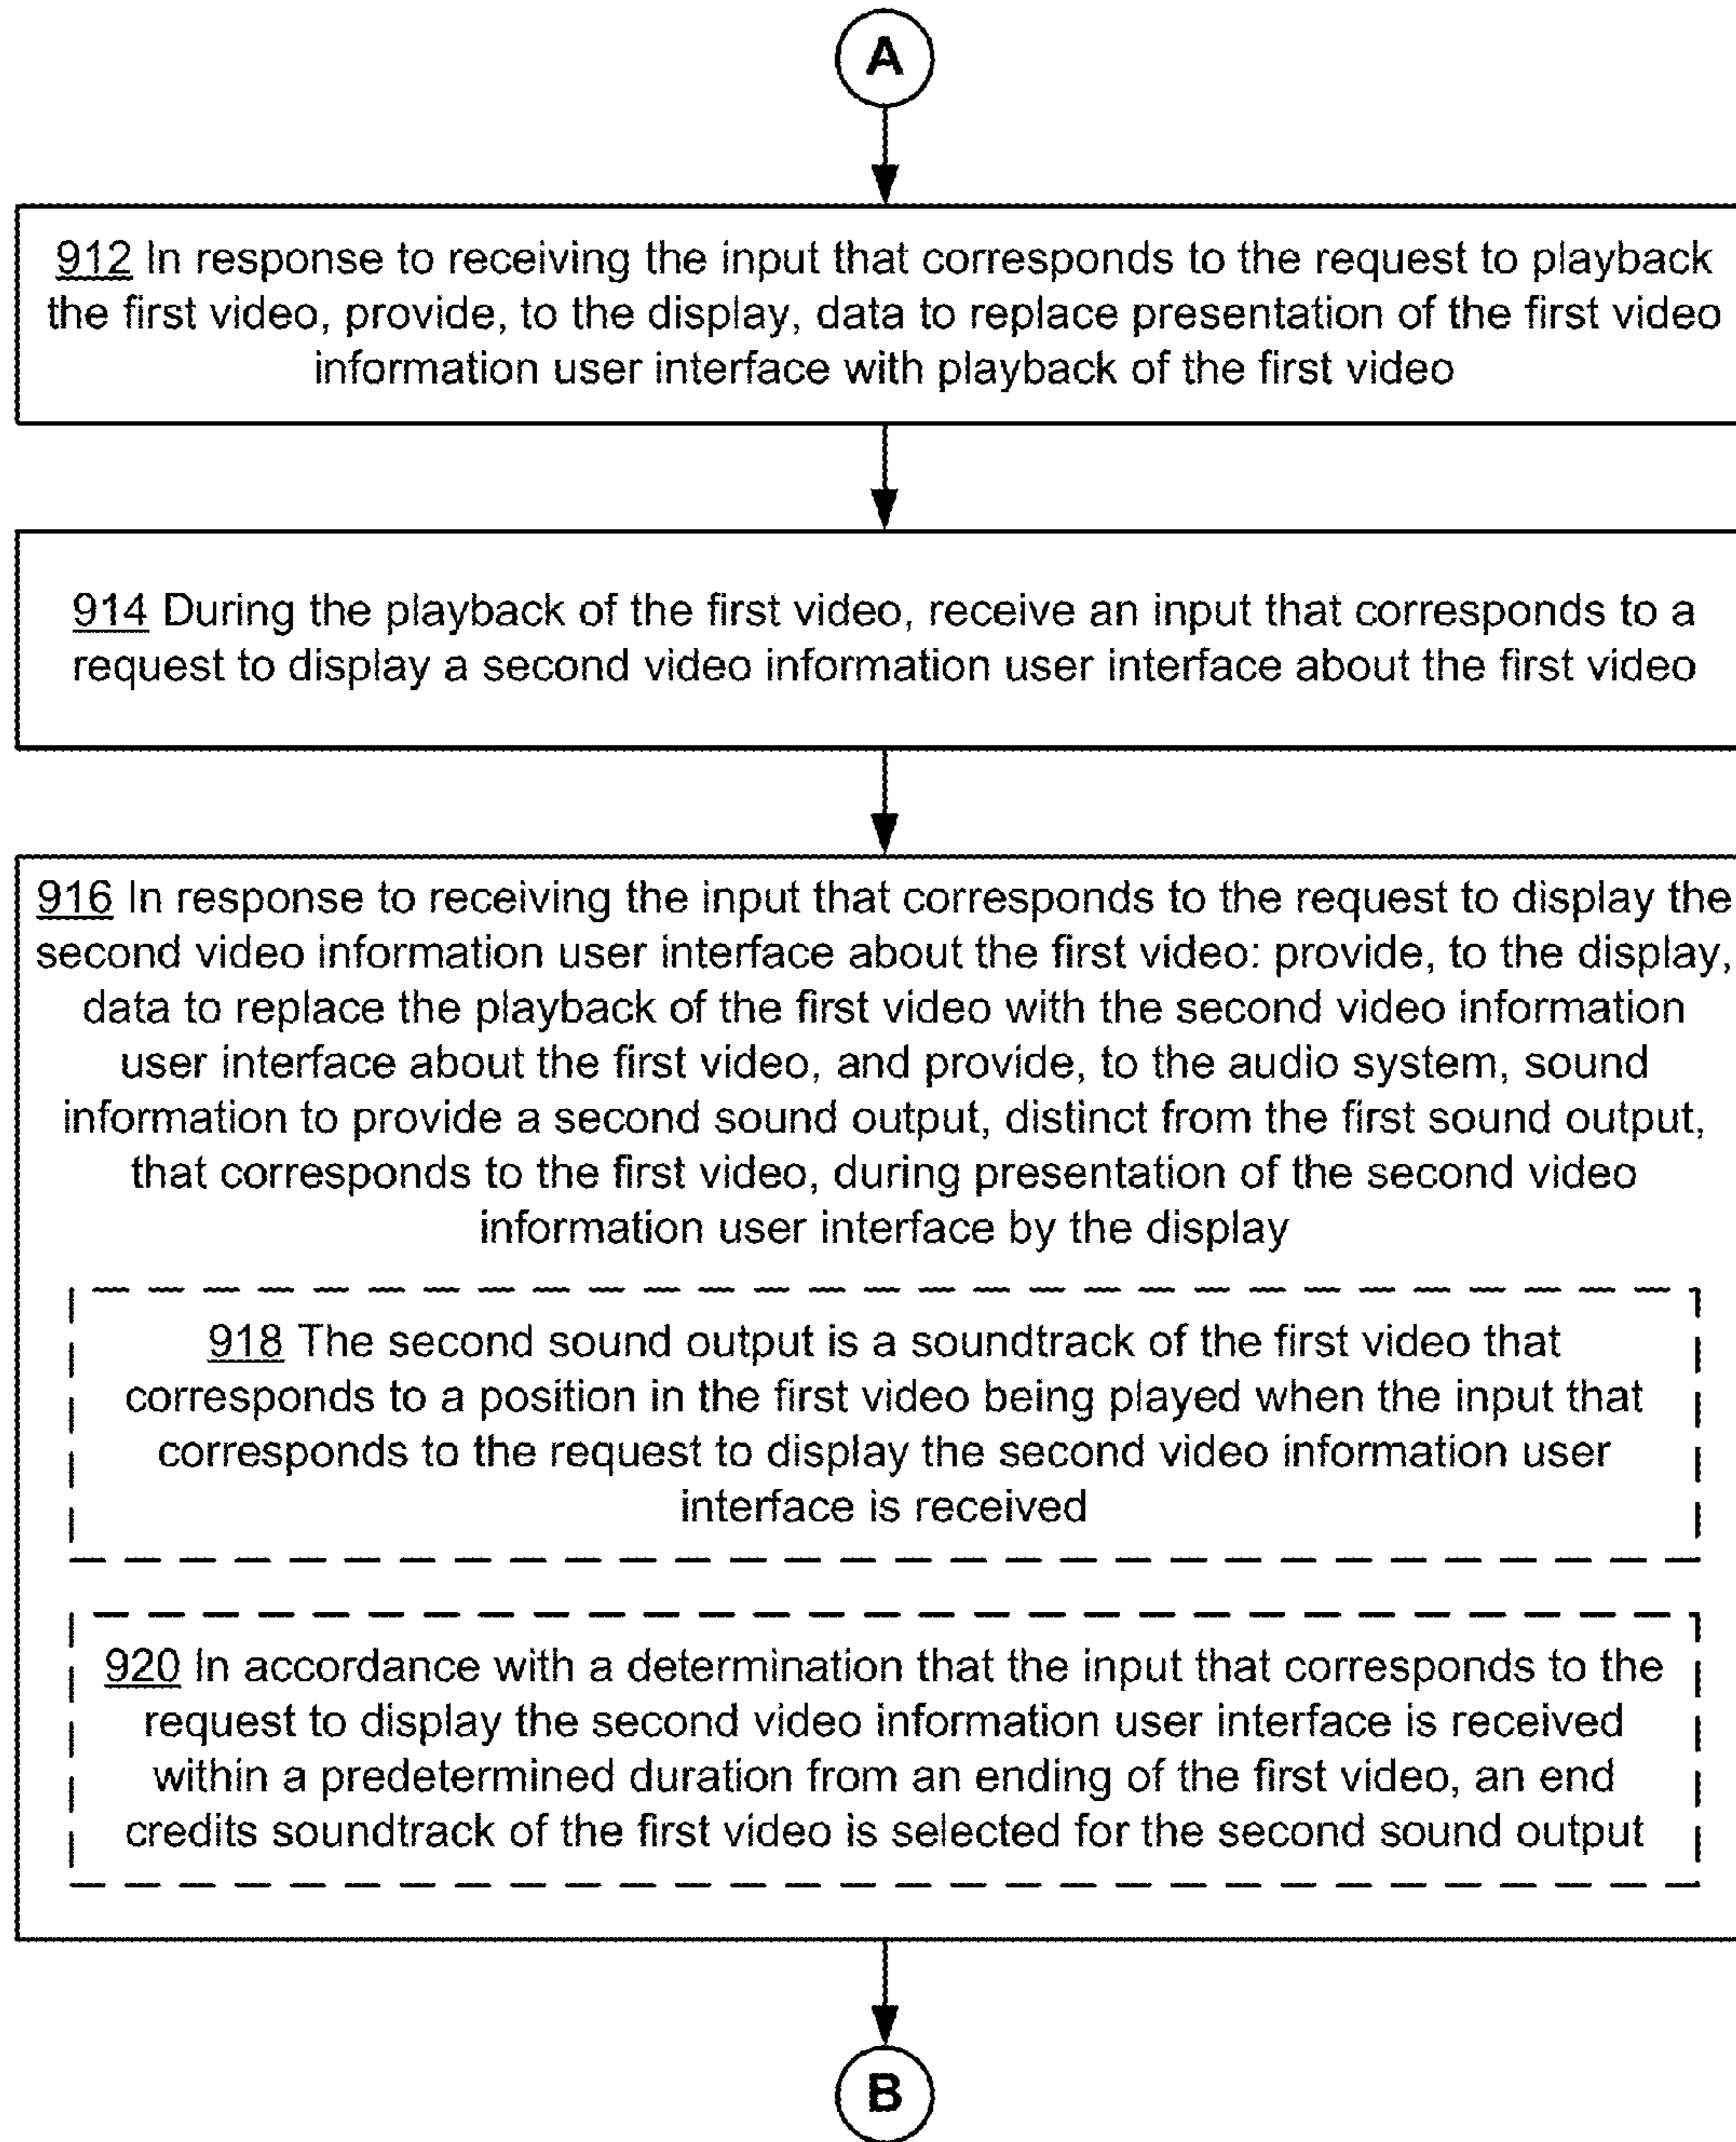 A
912 In response to receiving the input that corresponds to the request to playback
the first video, provide, to the display, data to replace presentation of the first video
information user interface with playback of the first video
914 During the playback of the first video, receive an input that corresponds to a
request to display a second video information user interface about the first video
916 In response to receiving the input that corresponds to the request to display the
second video information user interface about the first video: provide, to the display,
data to replace the playback of the first video with the second video information
user interface about the first video, and provide, to the audio system, sound
information to provide a second sound output, distinct from the first sound output,
that corresponds to the first video, during presentation of the second video
information user interface by the display
918 The second sound output is a soundtrack of the first video that
corresponds to a position in the first video being played when the input that
corresponds to the request to display the second video information user
interface is received
920 In accordance with a determination that the input that corresponds to the
request to display the second video information user interface is received
within a predetermined duration from an ending of the first video, an end
credits soundtrack of the first video is selected for the second sound output
B